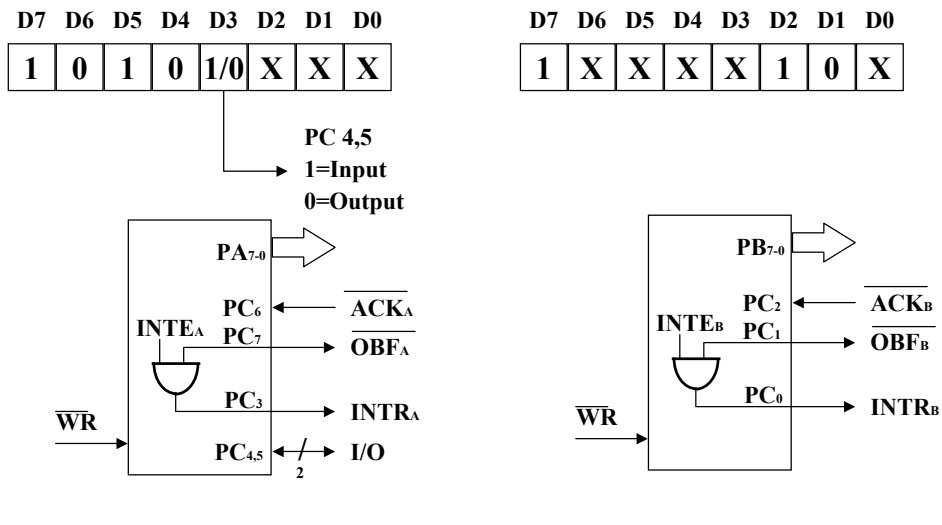 D7 D6 D5 D4 D3 D2 D1 D0
1 0 1 0 1/0 X X X
PC 4,5
1=Input
0=Output
PA7-0
PC6 ACKA
INTEA
PC7 OBFA
PC3 INTRA
WR
PC4,5 I/O
2
D7 D6 D5 D4 D3 D2 D1 D0
1 X X X X 1 0 X
PB7-0
PC2 ACKB
INTEB
PC1 OBFB
PC0 INTRB
WR